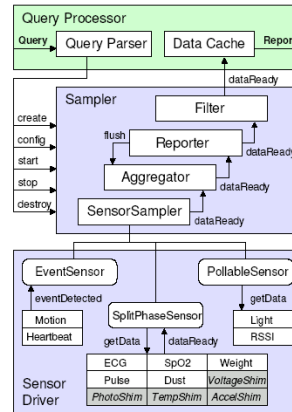 Query Processor
Query
Query Parser
Data Cache
Report
dataReady
Sampler
create
config
start
stop
destroy
Filter
flush
Reporter
dataReady
Aggregator
dataReady
SensorSampler
dataReady
EventSensor
PollableSensor
eventDetected
SplitPhaseSensor
getData
Motion
Heartbeat
getData
dataReady
Light
RSSI
ECG SpO2 Weight
Pulse Dust VoltageShim
PhotoShim TempShim AccelShim
Sensor
Driver